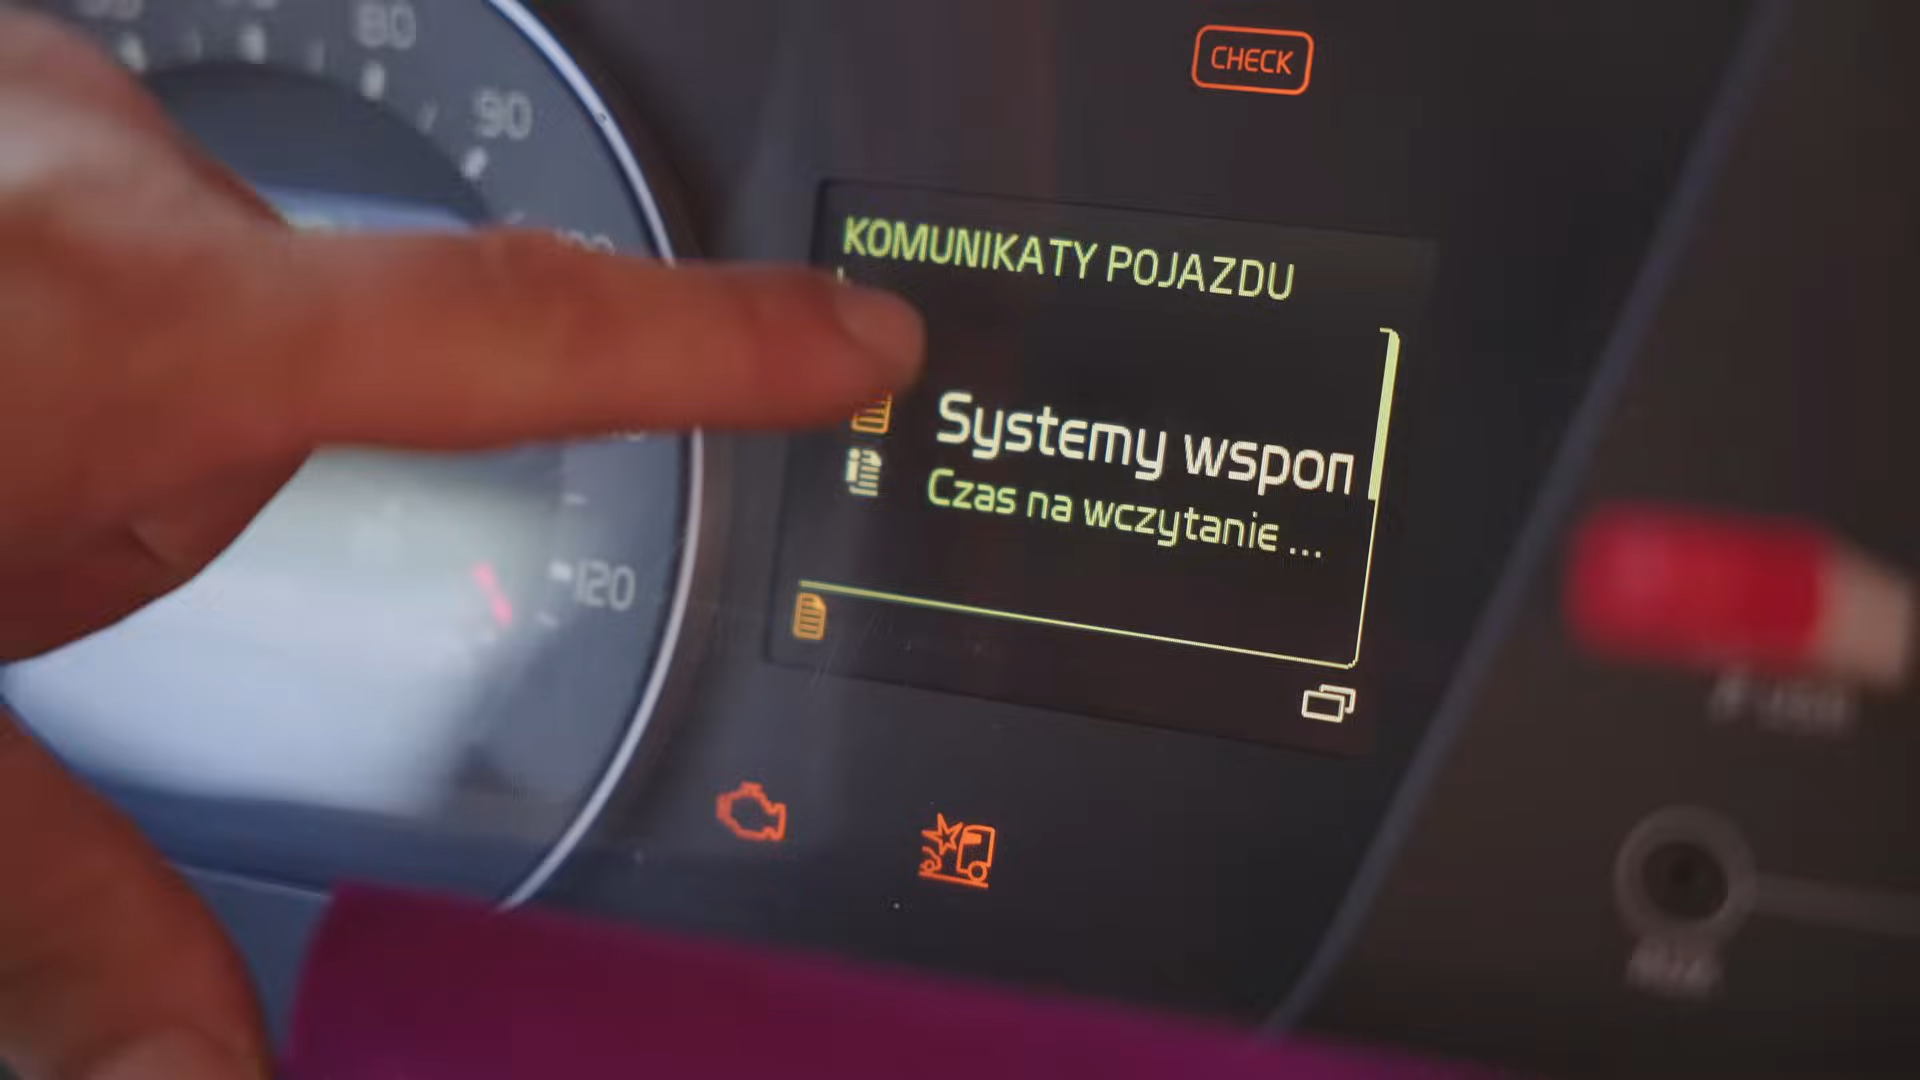 80
90
CHECK
KOMUNIKATY POJAZDU
Systemy wspon
Czas na wczytanie ...
120